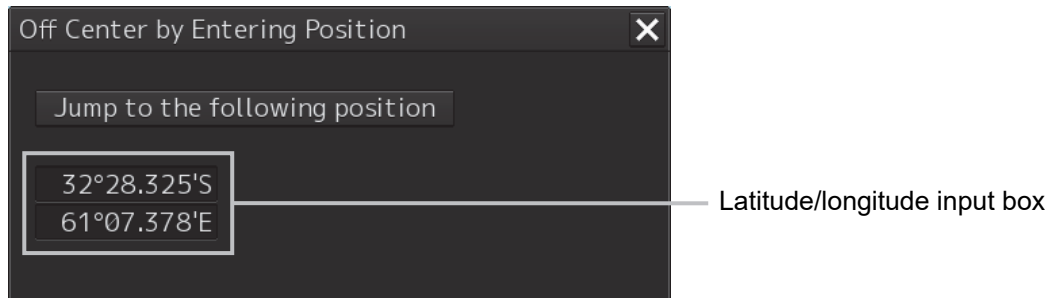 Off Center by Entering Position
Jump to the following position
32°28.325'S
61°07.378'E
Latitude/longitude input box